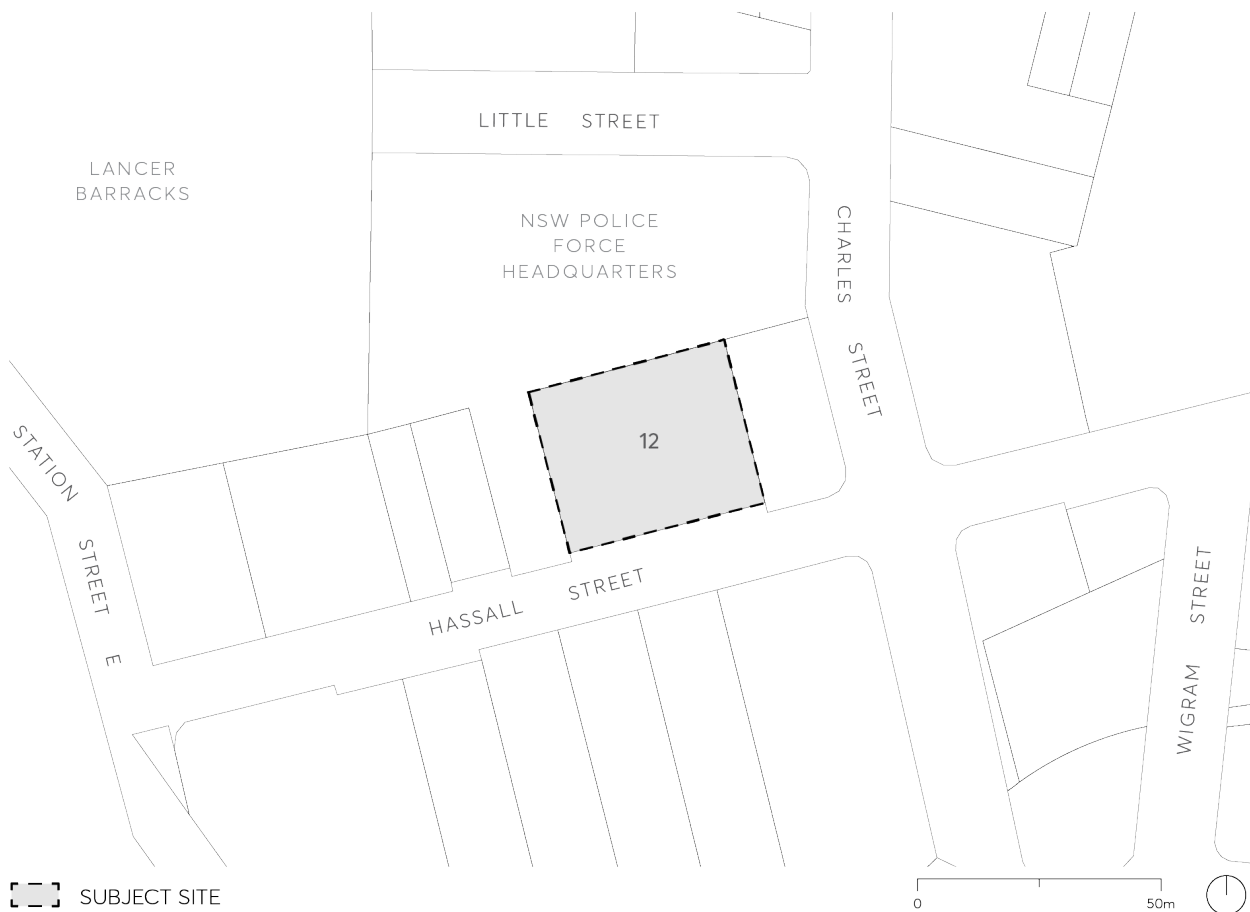 LITTLE STREET
LANCER
BARRACKS
NSW POLICE
FORCE
HEADQUARTERS
CHARLES STREET
12
STATION STREET E
HASSALL STREET
WIGRAM STREET
SUBJECT SITE
0 50m